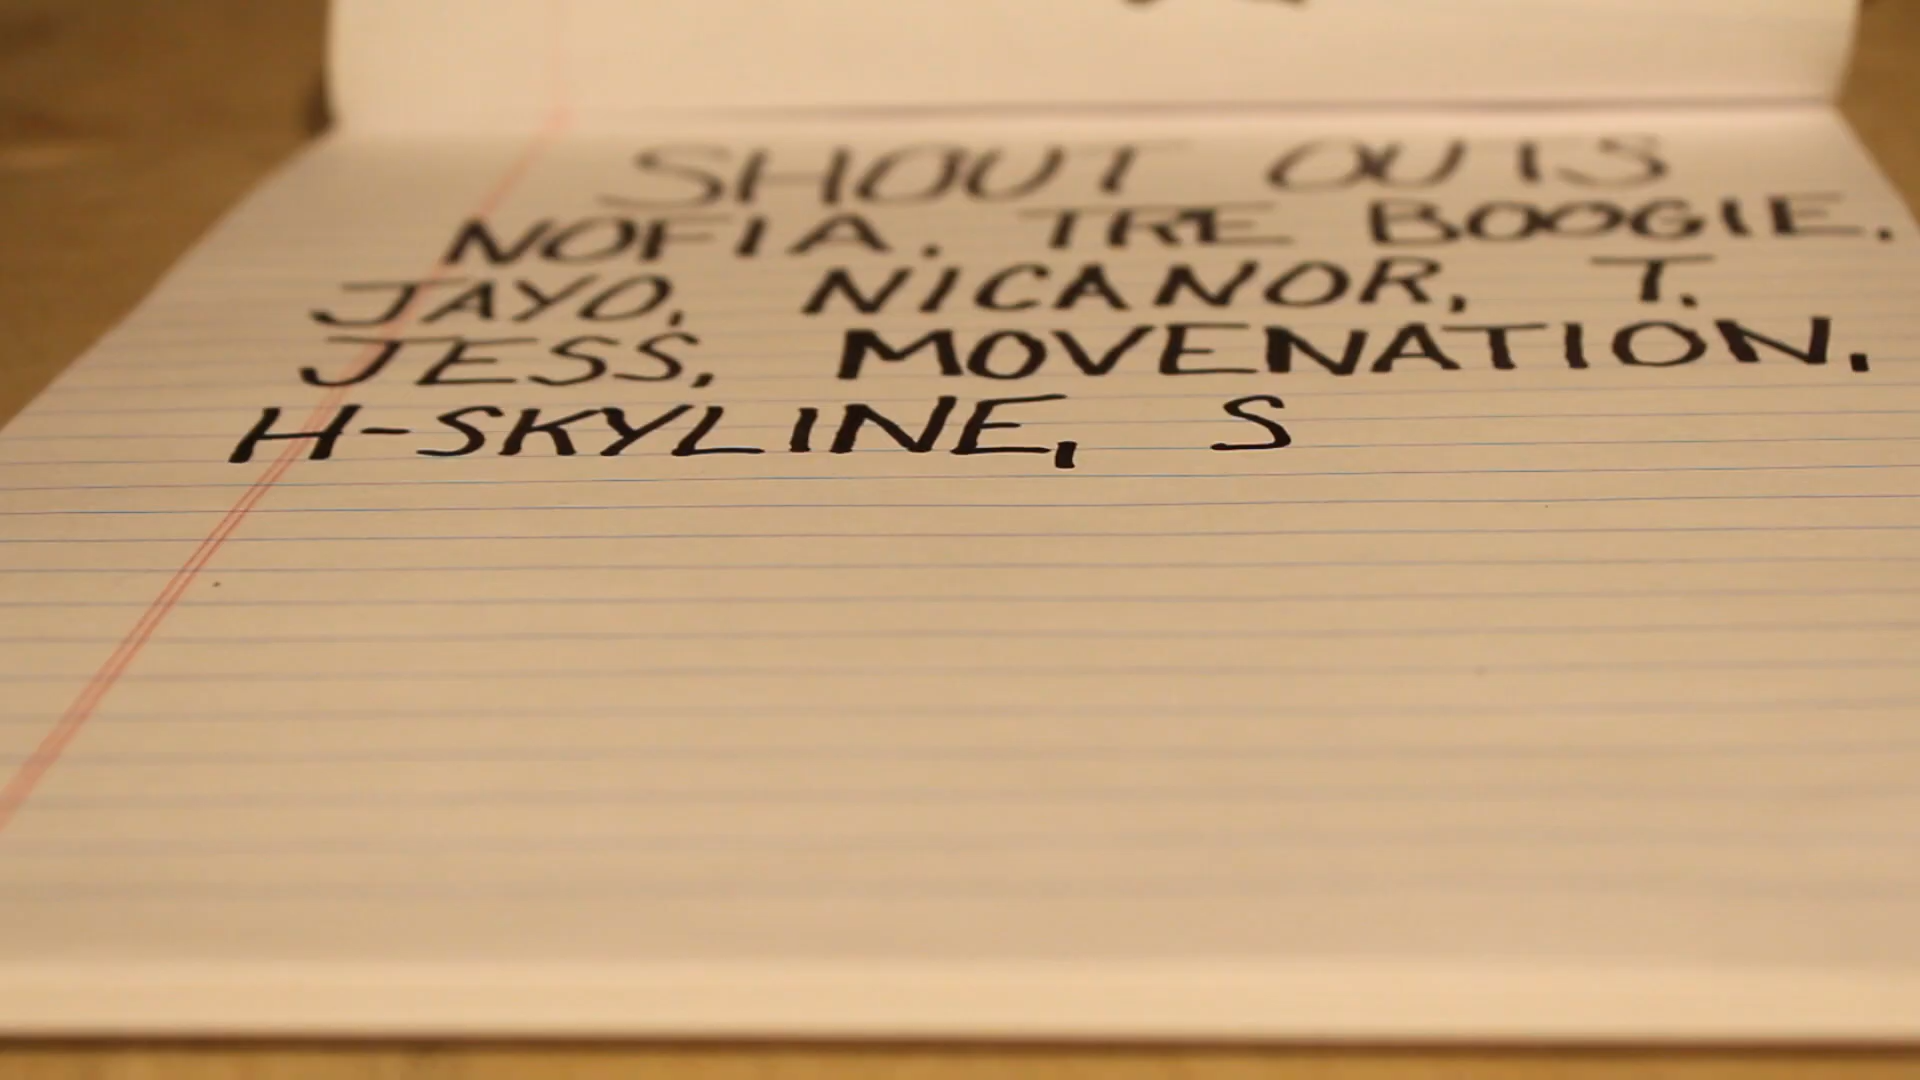 SHOUT OUTS
NOFIA. TRE BOOGIE.
JAYO, NICANOR, T.
JESS, MOVENATION,
H-SKYLINE, S